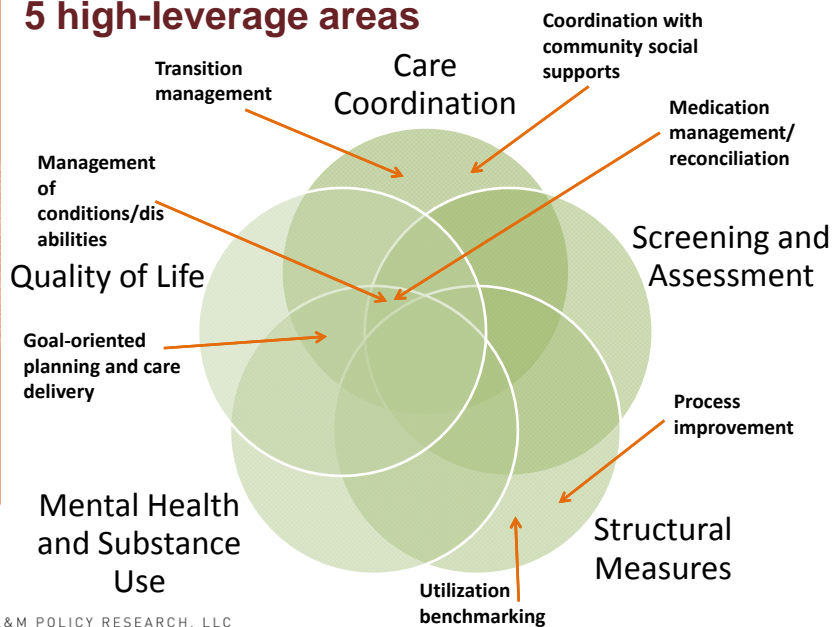 5 high-leverage areas
Coordination with
community social
supports
Transition
management
Care
Coordination
Medication
management/
reconciliation
Management
of
conditions/dis
abilities
Screening and
Assessment
Quality of Life
Goal-oriented
planning and care
delivery
Process
improvement
Mental Health
and Substance
Use
Structural
Measures
Utilization
benchmarking
&M POLICY RESEARCH, LLC